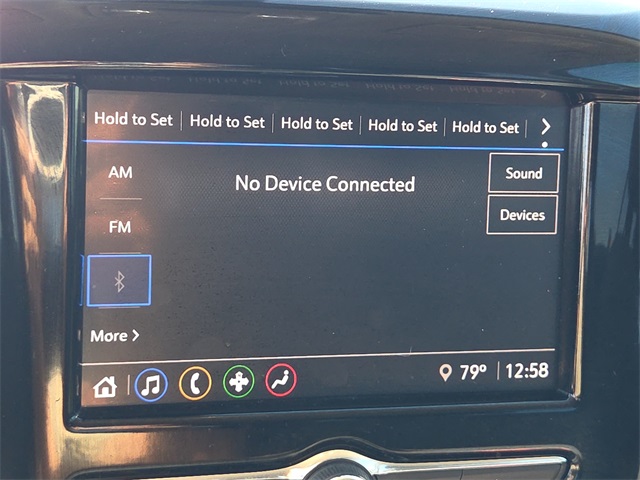 Hold to Set Hold to Set Hold to Set Hold to Set Hold to Set
AM
No Device Connected
Sound
FM
Devices
More
79° 12:58